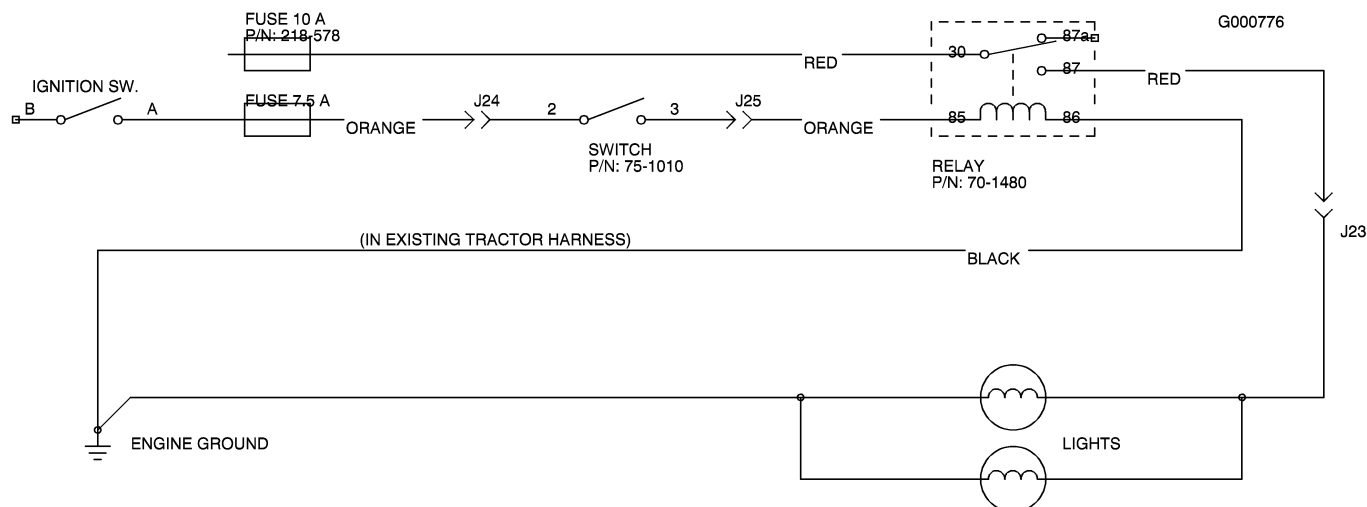 FUSE 10 A
P/N: 218-578
G000776
30
87a
RED
87
RED
IGNITION SW.
B
A
FUSE 7.5 A
ORANGE
J24
2
3
J25
ORANGE
85
86
SWITCH
P/N: 75-1010
RELAY
P/N: 70-1480
J23
(IN EXISTING TRACTOR HARNESS)
BLACK
ENGINE GROUND
LIGHTS